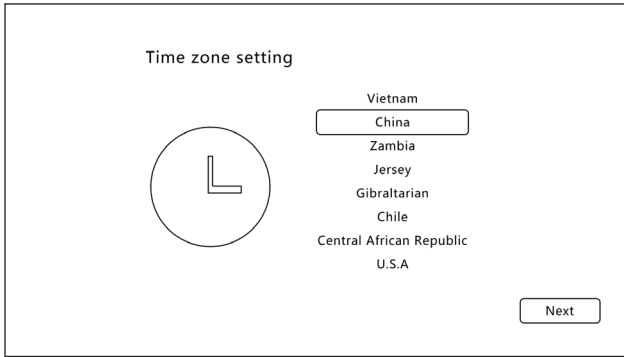 Time zone setting
Vietnam
China
Zambia
Jersey
Gibraltarian
Chile
Central African Republic
U.S.A
Next